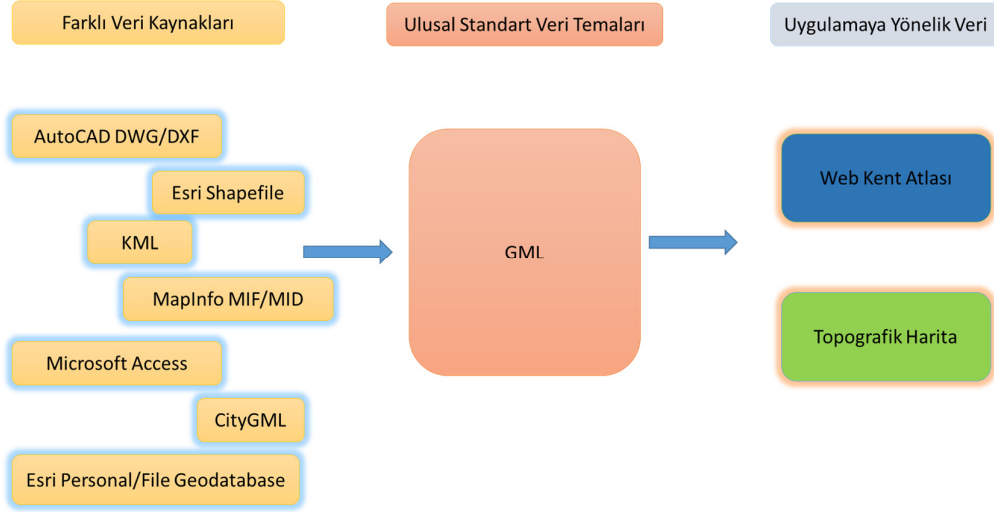 Farklı Veri Kaynakları
Ulusal Standart Veri Temaları
Uygulamaya Yönelik Veri
AutoCAD DWG/DXF
Esri Shapefile
KML
MapInfo MIF/MID
Microsoft Access
CityGML
Esri Personal/File Geodatabase
GML
Web Kent Atlası
Topografik Harita